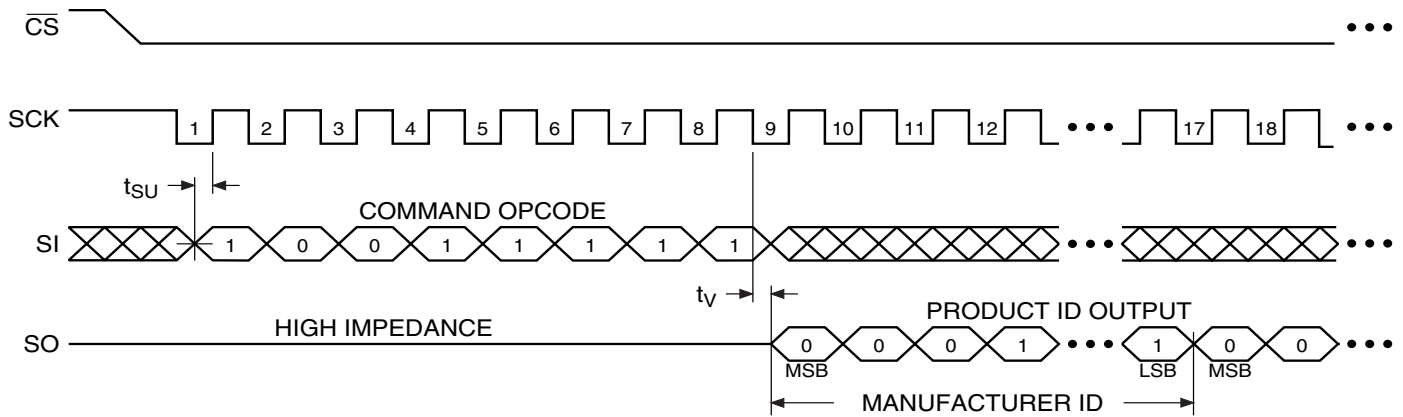 CS
SCK 1 2 3 4 5 6 7 8 9 10 11 12 ••• 17 18 •••
tSU
COMMAND OPCODE
SI 1 0 0 1 1 1 1 1 ••• •••
tV
HIGH IMPEDANCE
PRODUCT ID OUTPUT
SO 0 0 0 1 ••• 1 0 0 •••
MSB LSB MSB
MANUFACTURER ID